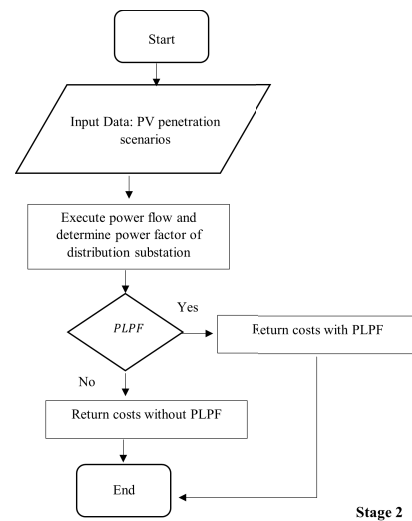 Start
Input Data: PV penetration
scenarios
Execute power flow and
determine power factor of
distribution substation
PLPF
Yes
Return costs with PLPF
No
Return costs without PLPF
End
Stage 2